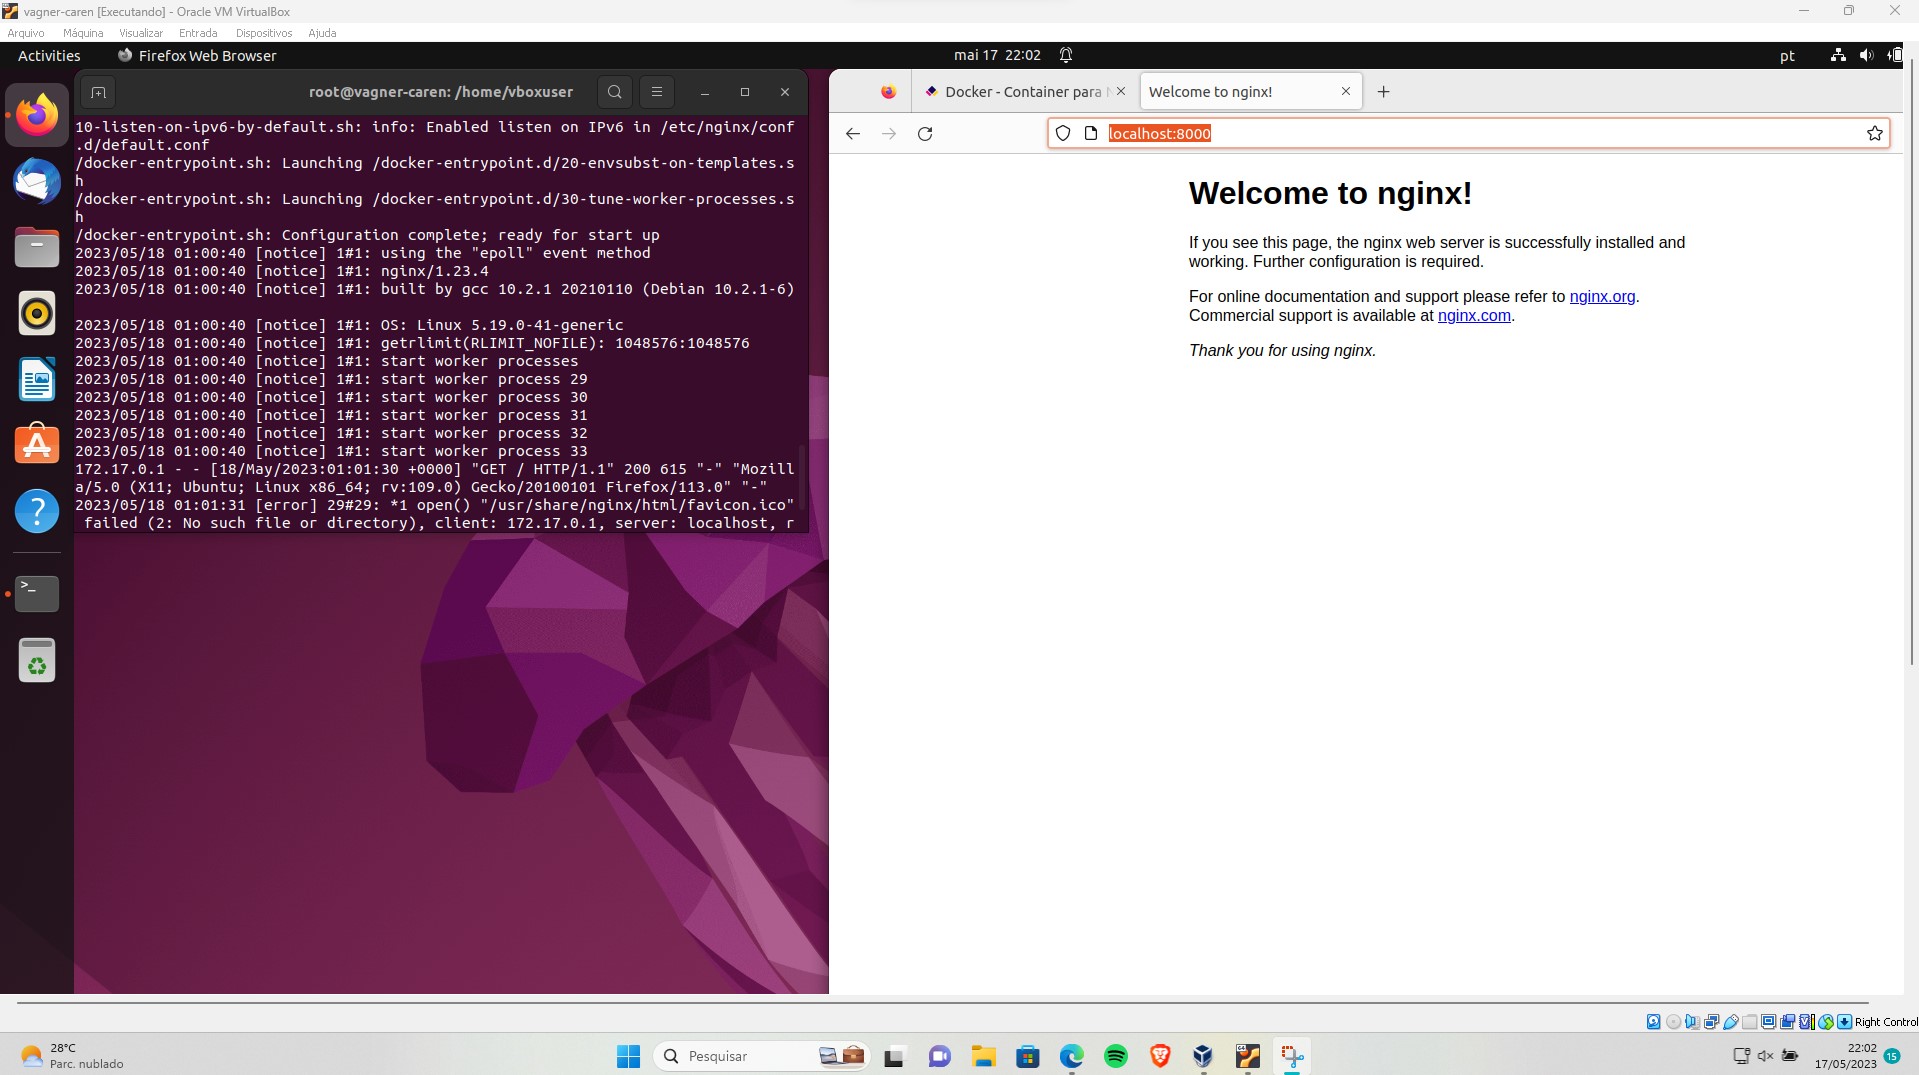 vagner-caren [Executando] - Oracle VM VirtualBox
Arquivo Máquina Visualizar Entrada Dispositivos Ajuda
Activities Firefox Web Browser mai 17 22:02 pt
root@vagner-caren: /home/vboxuser
10-listen-on-ipv6-by-default.sh: info: Enabled listen on IPv6 in /etc/nginx/conf
.d/default.conf
/docker-entrypoint.sh: Launching /docker-entrypoint.d/20-envsubst-on-templates.s
h
/docker-entrypoint.sh: Launching /docker-entrypoint.d/30-tune-worker-processes.s
h
/docker-entrypoint.sh: Configuration complete; ready for start up
2023/05/18 01:00:40 [notice] 1#1: using the "epoll" event method
2023/05/18 01:00:40 [notice] 1#1: nginx/1.23.4
2023/05/18 01:00:40 [notice] 1#1: built by gcc 10.2.1 20210110 (Debian 10.2.1-6)
2023/05/18 01:00:40 [notice] 1#1: OS: Linux 5.19.0-41-generic
2023/05/18 01:00:40 [notice] 1#1: getrlimit(RLIMIT_NOFILE): 1048576:1048576
2023/05/18 01:00:40 [notice] 1#1: start worker processes
2023/05/18 01:00:40 [notice] 1#1: start worker process 29
2023/05/18 01:00:40 [notice] 1#1: start worker process 30
2023/05/18 01:00:40 [notice] 1#1: start worker process 31
2023/05/18 01:00:40 [notice] 1#1: start worker process 32
2023/05/18 01:00:40 [notice] 1#1: start worker process 33
172.17.0.1 - - [18/May/2023:01:01:30 +0000] "GET / HTTP/1.1" 200 615 "-" "Mozill
a/5.0 (X11; Ubuntu; Linux x86_64; rv:109.0) Gecko/20100101 Firefox/113.0" "-"
2023/05/18 01:01:31 [error] 29#29: *1 open() "/usr/share/nginx/html/favicon.ico"
failed (2: No such file or directory), client: 172.17.0.1, server: localhost, r
Docker - Container para Welcome to nginx!
localhost:8000
Welcome to nginx!
If you see this page, the nginx web server is successfully installed and
working. Further configuration is required.
For online documentation and support please refer to nginx.org.
Commercial support is available at nginx.com.
Thank you for using nginx.
Right Control
28°C
Parc. nublado
Pesquisar
22:02
17/05/2023
15